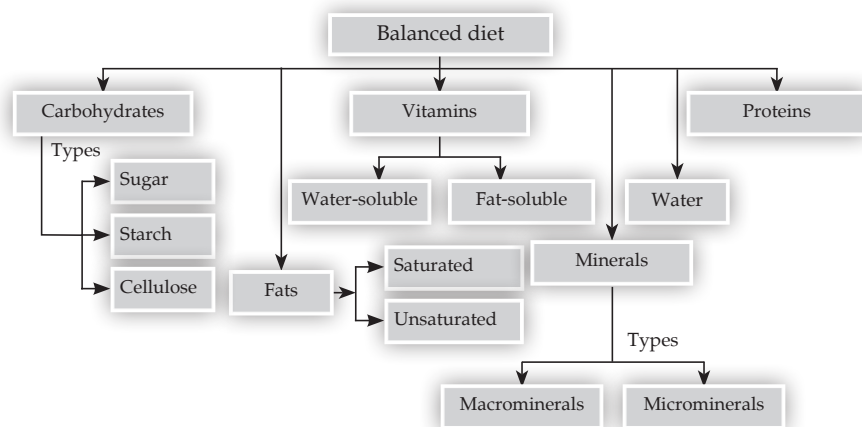 Balanced diet
Carbohydrates
Vitamins
Proteins
Types
Sugar
Starch
Cellulose
Water-soluble
Fat-soluble
Water
Fats
Saturated
Unsaturated
Minerals
Types
Macrominerals
Microminerals